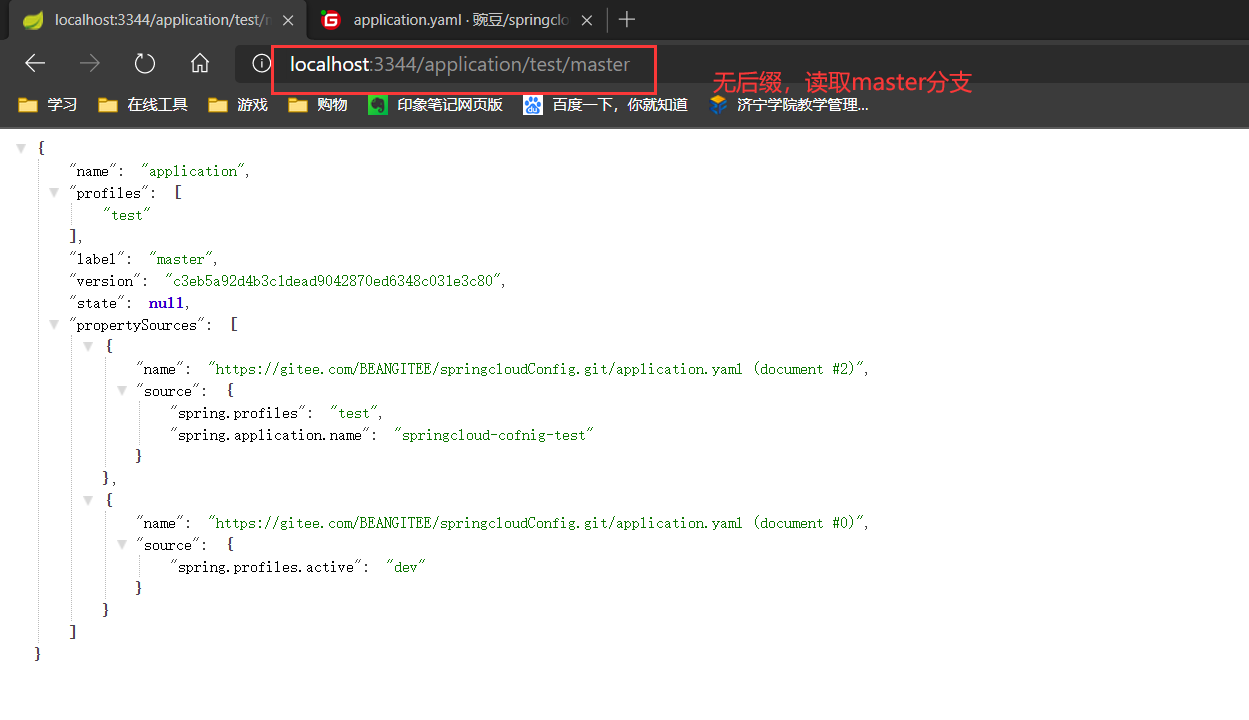 localhost:3344/application/test/m
application.yaml · 豌豆/springclo
localhost:3344/application/test/master
无后缀，读取master分支
学习 在线工具 游戏 购物 印象笔记网页版 百度一下，你就知道 济宁学院教学管理...
{
"name": "application",
"profiles": [
"test"
],
"label": "master",
"version": "c3eb5a92d4b3c1dead9042870ed6348c031e3c80",
"state": null,
"propertySources": [
{
"name": "https://gitee.com/BEANGITEE/springcloudConfig.git/application.yaml (document #2)",
"source": {
"spring.profiles": "test",
"spring.application.name": "springcloud-cofnig-test"
}
},
{
"name": "https://gitee.com/BEANGITEE/springcloudConfig.git/application.yaml (document #0)",
"source": {
"spring.profiles.active": "dev"
}
}
]
}